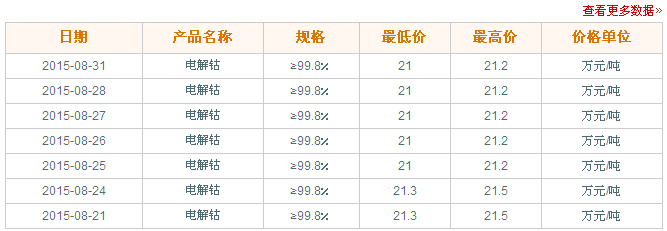 查看更多数据»
日期 产品名称 规格 最低价 最高价 价格单位
2015-08-31 电解钴 ≥99.8% 21 21.2 万元/吨
2015-08-28 电解钴 ≥99.8% 21 21.2 万元/吨
2015-08-27 电解钴 ≥99.8% 21 21.2 万元/吨
2015-08-26 电解钴 ≥99.8% 21 21.2 万元/吨
2015-08-25 电解钴 ≥99.8% 21 21.2 万元/吨
2015-08-24 电解钴 ≥99.8% 21.3 21.5 万元/吨
2015-08-21 电解钴 ≥99.8% 21.3 21.5 万元/吨